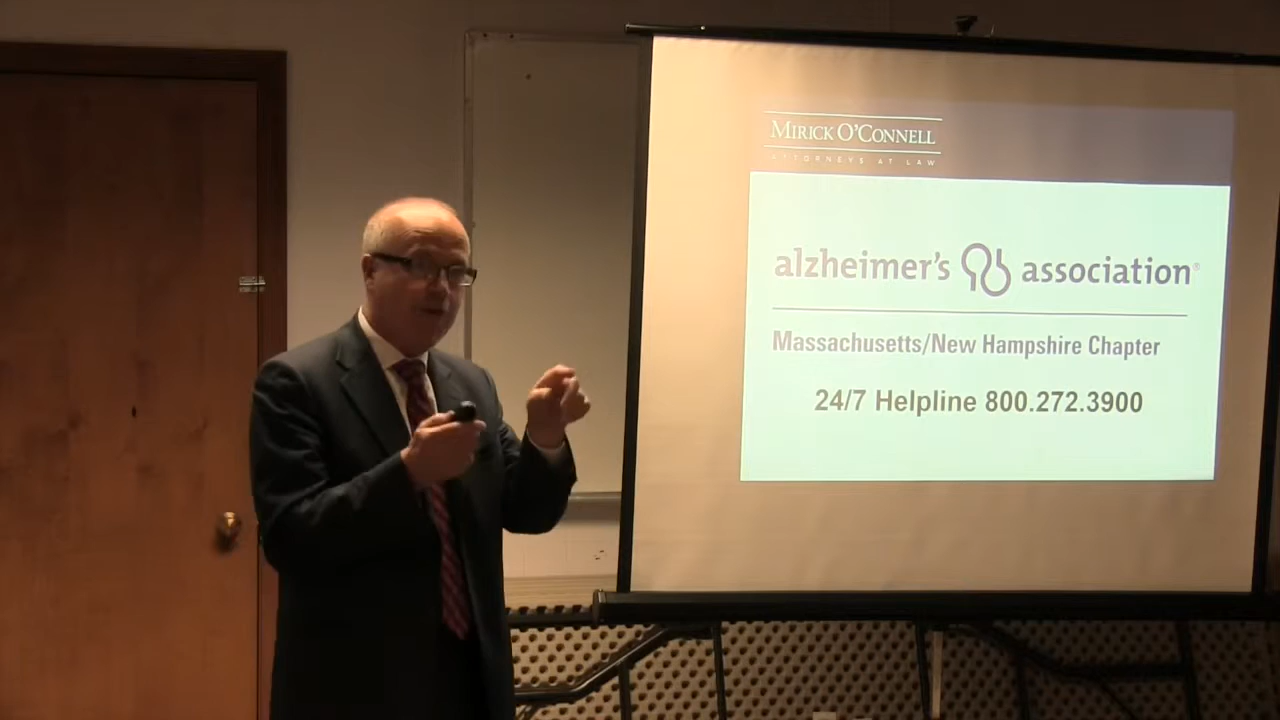 MIRICK O'CONNELL
ATTORNEYS AT LAW
alzheimer's association®
Massachusetts/New Hampshire Chapter
24/7 Helpline 800.272.3900